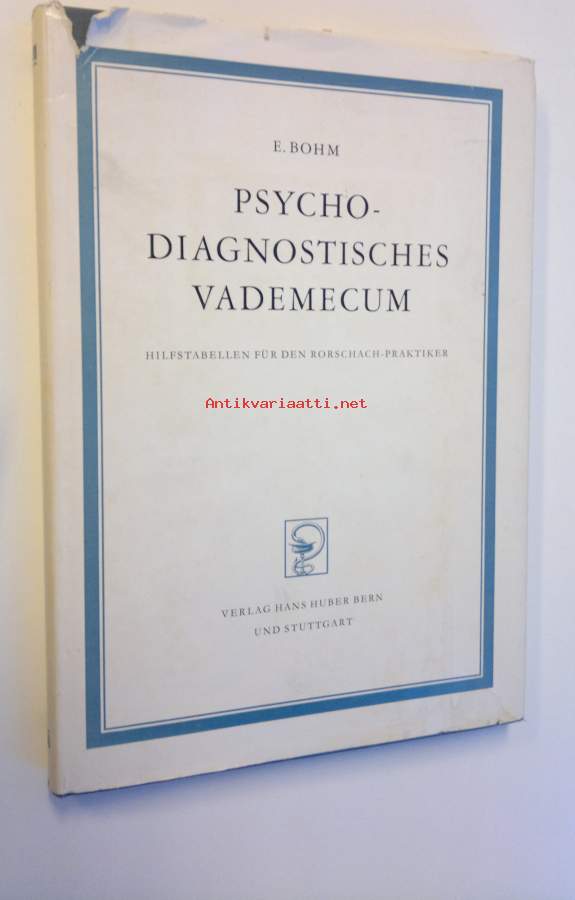 E. BOHM
PSYCHO-
DIAGNOSTISCHES
VADEMECUM
HILFSTABELLEN FÜR DEN RORSCHACH-PRAKTIKER
Antikvariaatti.net
VERLAG HANS HUBER BERN
UND STUTTGART